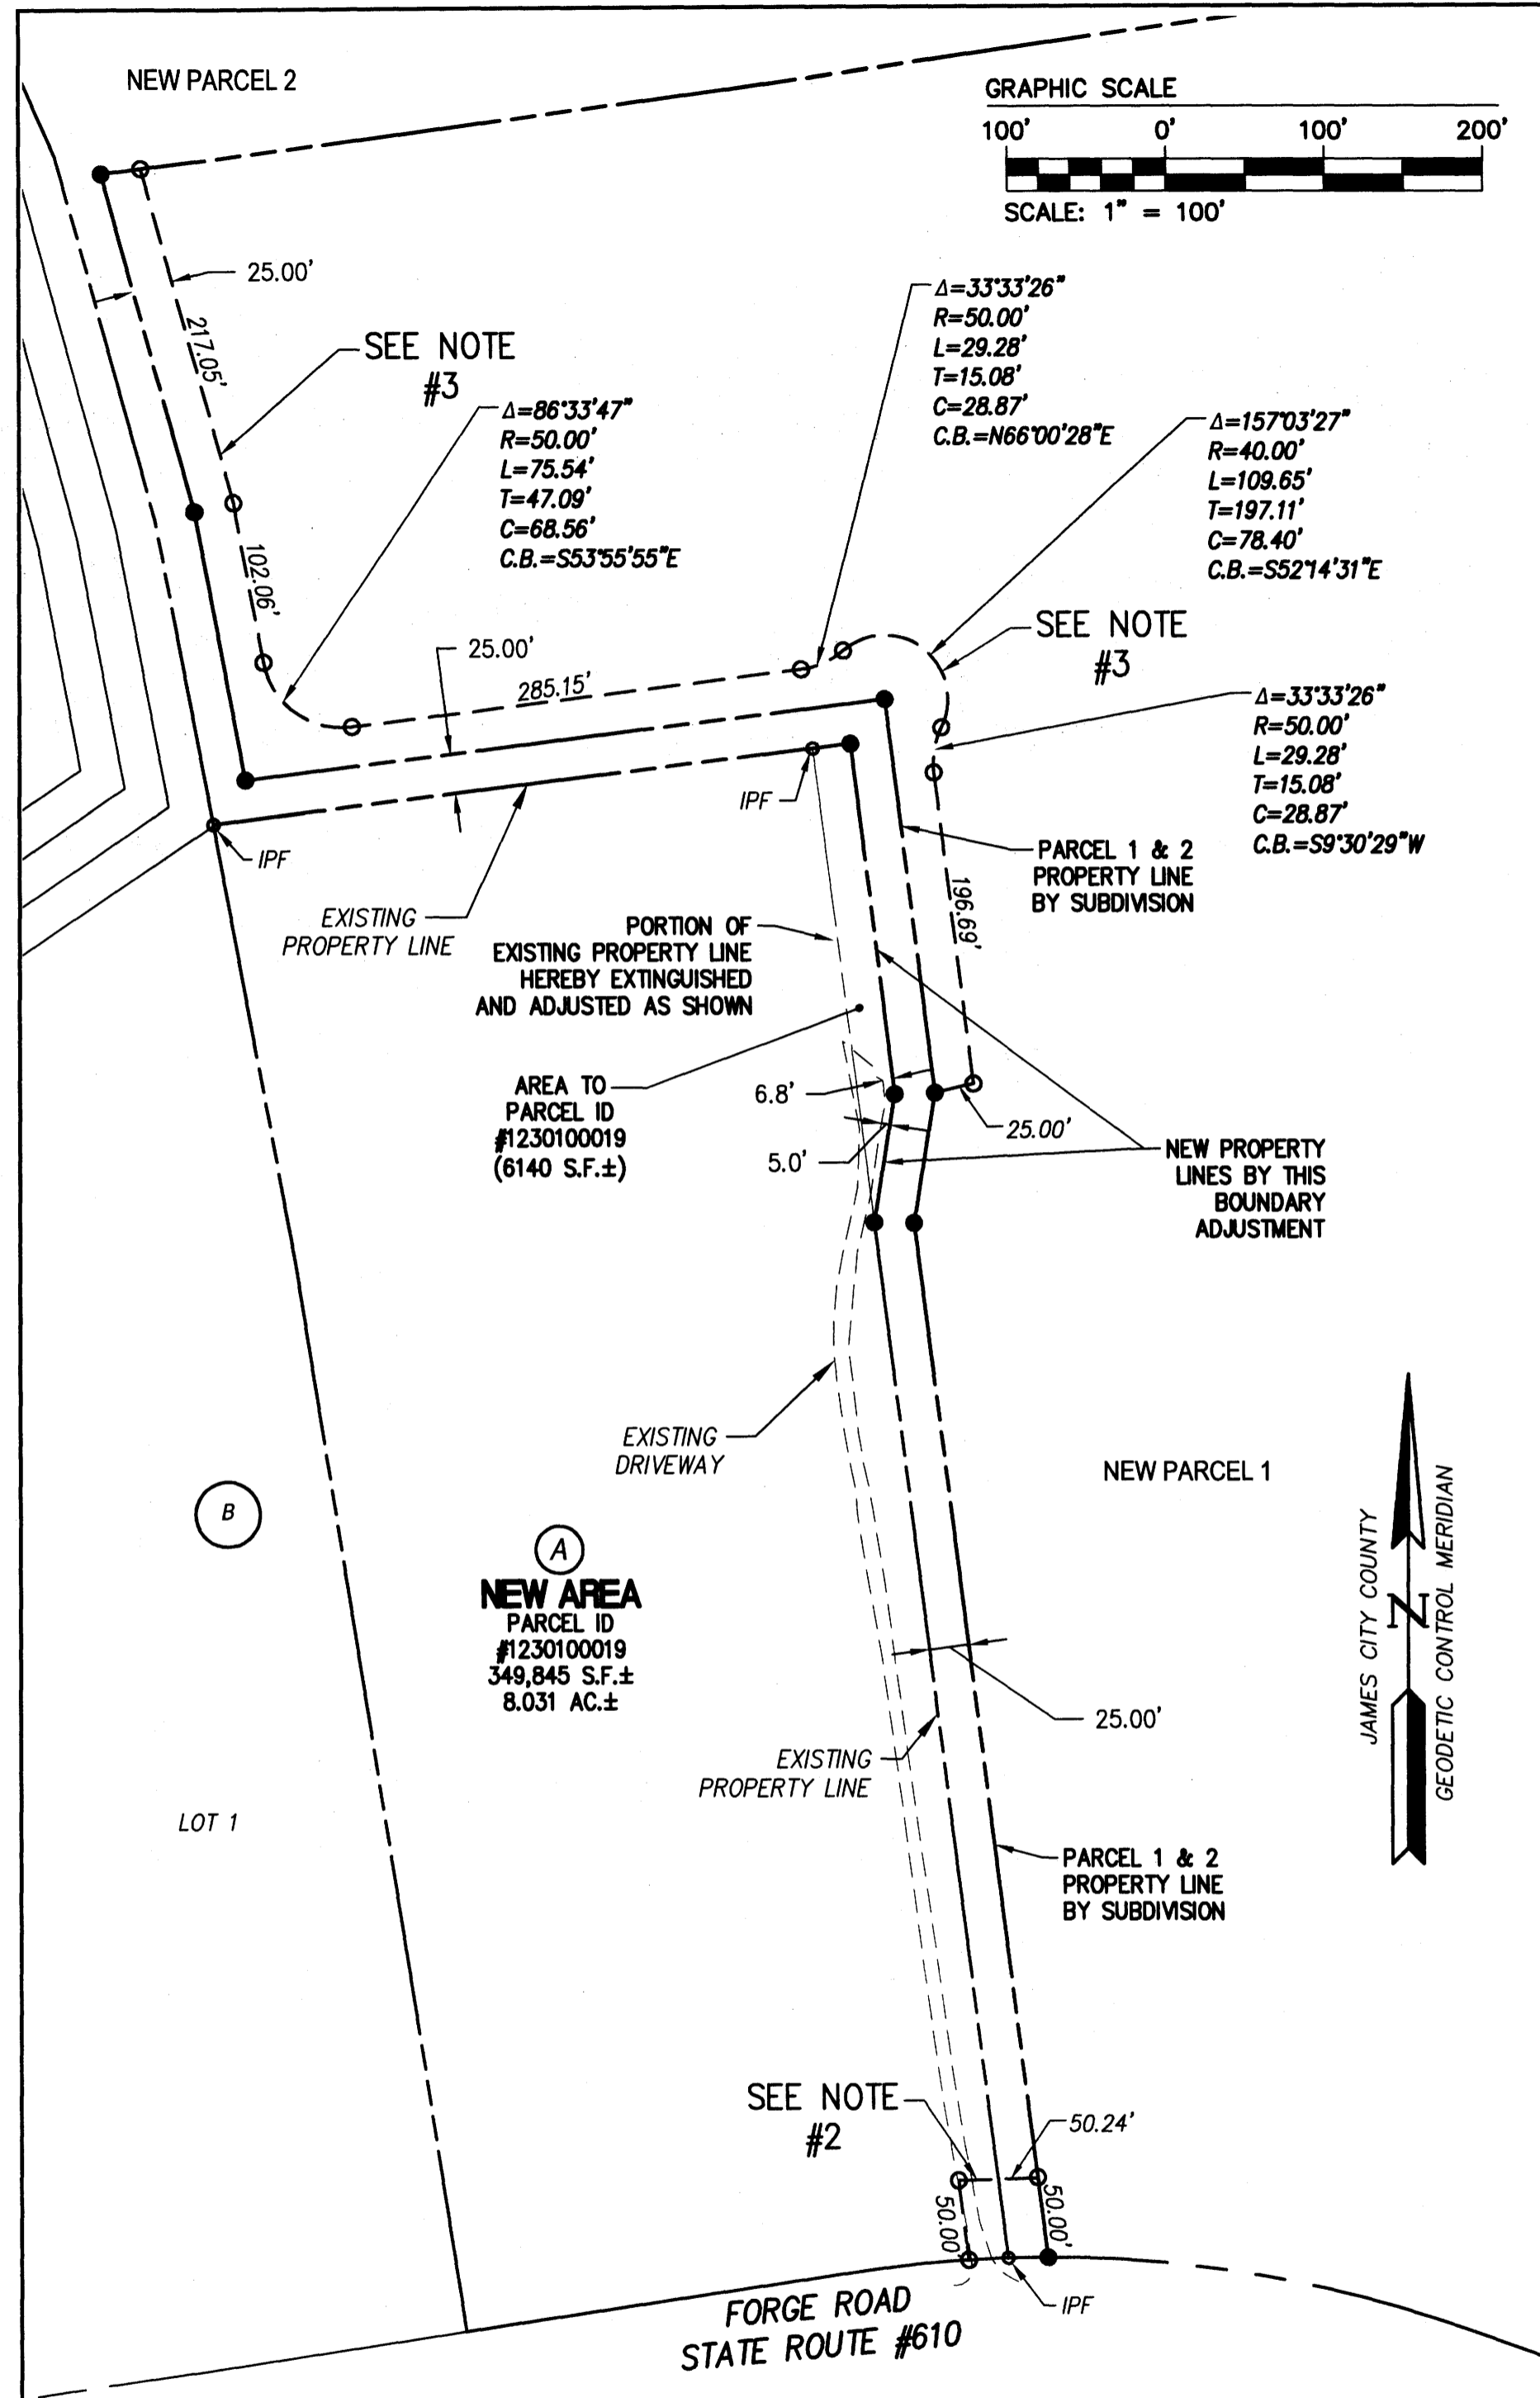 NEW PARCEL 2
GRAPHIC SCALE
100' 0' 100' 200'
SCALE: 1" = 100'
25.00'
217.05'
SEE NOTE
#3
Δ=86°33'47"
R=50.00'
L=75.54'
T=47.09'
C=68.56'
C.B.=S53°55'55"E
Δ=33°33'26"
R=50.00'
L=29.28'
T=15.08'
C=28.87'
C.B.=N66°00'28"E
Δ=157°03'27"
R=40.00'
L=109.65'
T=197.11'
C=78.40'
C.B.=S52°14'31"E
102.06'
25.00'
285.15'
SEE NOTE
#3
Δ=33°33'26"
R=50.00'
L=29.28'
T=15.08'
C=28.87'
C.B.=S9°30'29"W
IPF
IPF
EXISTING
PROPERTY LINE
PORTION OF
EXISTING PROPERTY LINE
HEREBY EXTINGUISHED
AND ADJUSTED AS SHOWN
PARCEL 1 & 2
PROPERTY LINE
BY SUBDIVISION
196.69'
AREA TO
PARCEL ID
#1230100019
(6140 S.F.±)
6.8'
5.0'
25.00'
NEW PROPERTY
LINES BY THIS
BOUNDARY
ADJUSTMENT
EXISTING
DRIVEWAY
NEW PARCEL 1
B
A
NEW AREA
PARCEL ID
#1230100019
349,845 S.F.±
8.031 AC.±
JAMES CITY COUNTY
N
GEODETIC CONTROL MERIDIAN
25.00'
EXISTING
PROPERTY LINE
LOT 1
PARCEL 1 & 2
PROPERTY LINE
BY SUBDIVISION
SEE NOTE
#2
50.24'
50.00'
50.00'
IPF
FORGE ROAD
STATE ROUTE #610